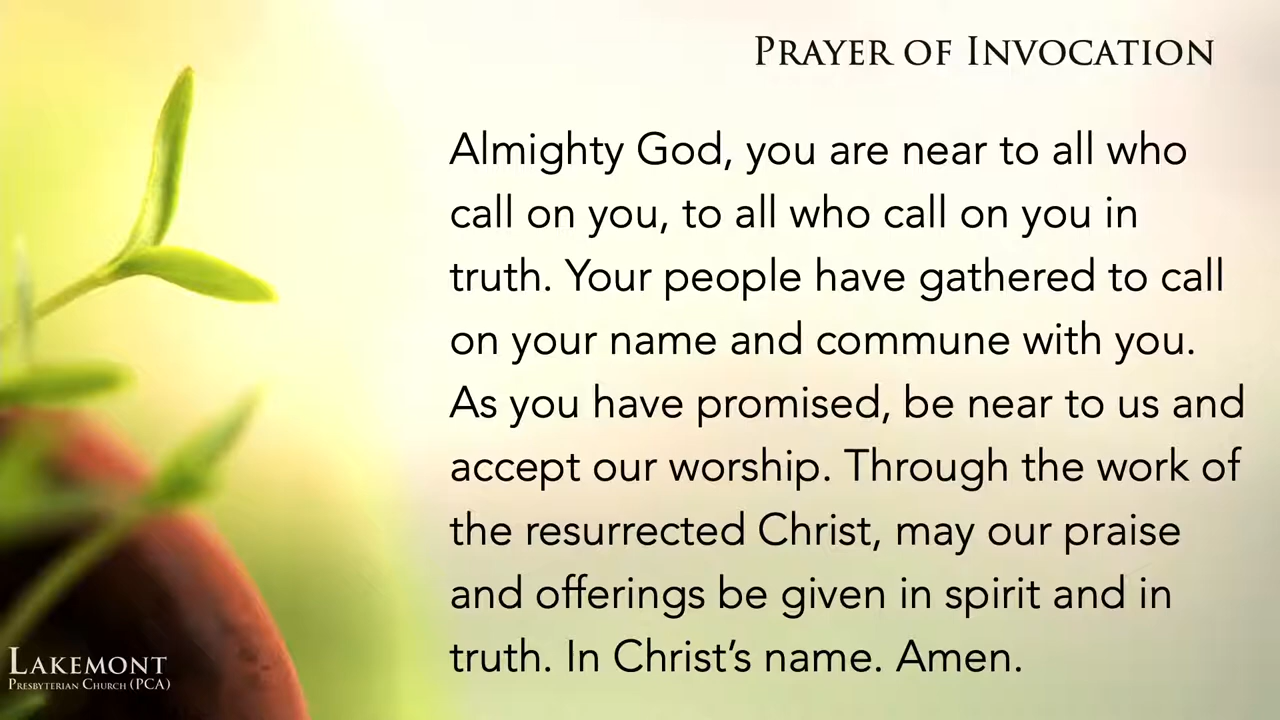 PRAYER OF INVOCATION
Almighty God, you are near to all who
call on you, to all who call on you in
truth. Your people have gathered to call
on your name and commune with you.
As you have promised, be near to us and
accept our worship. Through the work of
the resurrected Christ, may our praise
and offerings be given in spirit and in
truth. In Christ’s name. Amen.
LAKEMONT
PRESBYTERIAN CHURCH (PCA)